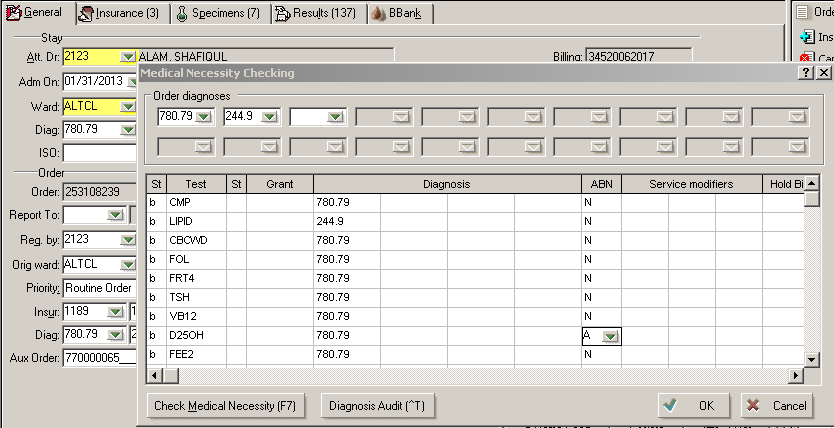 General Insurance (3) Specimens (7) Results (137) BBank
Orde
Stay
Ins
Att. Dr: 2123 ALAM, SHAFIQUL Billing: 34520062017
Can
Medical Necessity Checking
Adm On: 01/31/2013
Order diagnoses
Ward: ALTCL
780.79 244.9
Diag: 780.79
ISO:
Order
St Test St Grant Diagnosis ABN Service modifiers Hold Bi
Order: 253108239
b CMP 780.79 N
Report To:
b LIPID 244.9 N
Reg. by: 2123
b CBCWD 780.79 N
Orig ward: ALTCL
b FOL 780.79 N
b FRT4 780.79 N
Priority: Routine Order
b TSH 780.79 N
Insur: 1189 1
b VB12 780.79 N
Diag: 780.79 2
b D25OH 780.79 A
Aux Order: 770000065__
b FEE2 780.79 N
Check Medical Necessity (F7) Diagnosis Audit (^T) OK Cancel